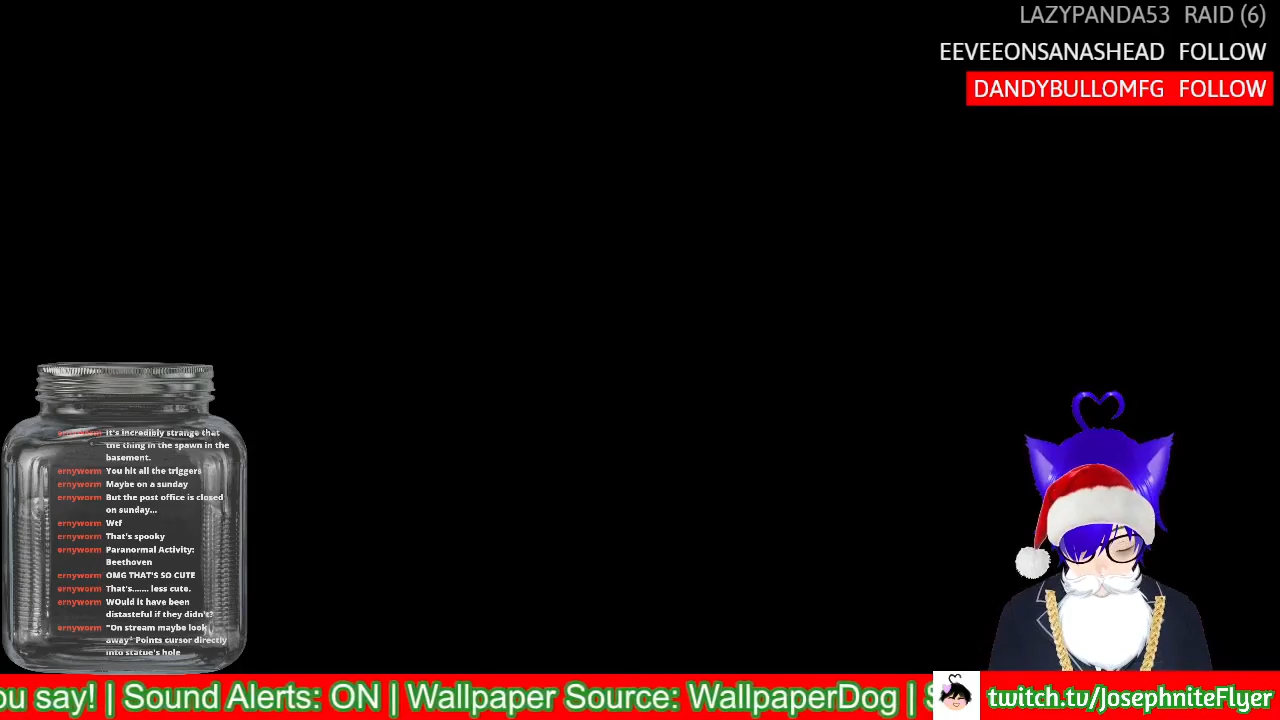 LAZYPANDA53 RAID (6)
EEVEEONSANASHEAD FOLLOW
DANDYBULLOMFG FOLLOW
ernyworm It's incredibly strange that
the thing in the spawn in the
basement.
ernyworm You hit all the triggers
ernyworm Maybe on a sunday
ernyworm But the post office is closed
on sunday...
ernyworm Wtf
ernyworm That's spooky
ernyworm Paranormal Activity:
Beethoven
ernyworm OMG THAT'S SO CUTE
ernyworm That's....... less cute.
ernyworm WOuld it have been
distasteful if they didn't?
ernyworm "On stream maybe look
away" Points cursor directly
into statue's hole
ou say! | Sound Alerts: ON | Wallpaper Source: WallpaperDog | S
twitch.tv/JosephniteFlyer